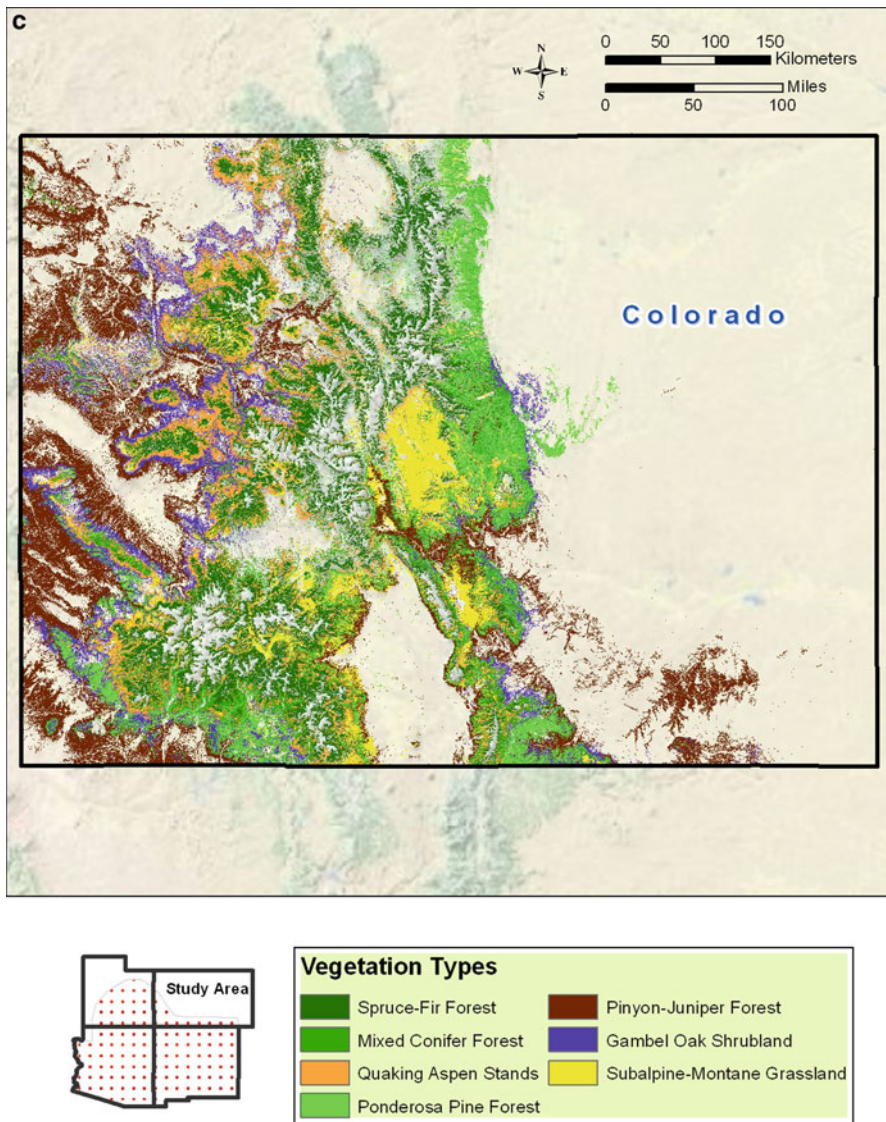 c
N
W E
S
0 50 100 150
Kilometers
Miles
0 50 100
Colorado
Study Area
Vegetation Types
Spruce-Fir Forest
Mixed Conifer Forest
Quaking Aspen Stands
Ponderosa Pine Forest
Pinyon-Juniper Forest
Gambel Oak Shrubland
Subalpine-Montane Grassland